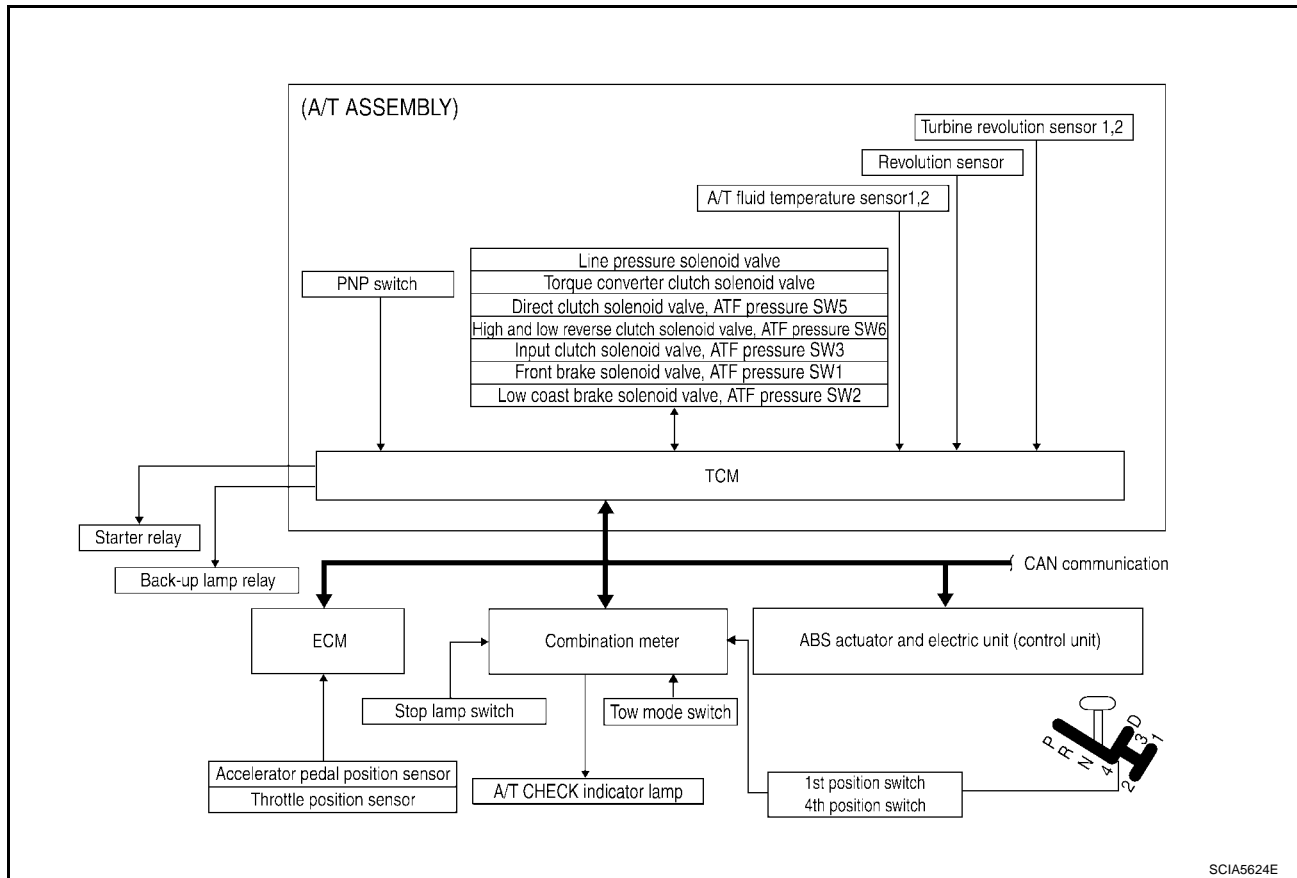 (A/T ASSEMBLY)
Turbine revolution sensor 1,2
Revolution sensor
A/T fluid temperature sensor1,2
Line pressure solenoid valve
PNP switch
Torque converter clutch solenoid valve
Direct clutch solenoid valve, ATF pressure SW5
High and low reverse clutch solenoid valve, ATF pressure SW6
Input clutch solenoid valve, ATF pressure SW3
Front brake solenoid valve, ATF pressure SW1
Low coast brake solenoid valve, ATF pressure SW2
TCM
Starter relay
Back-up lamp relay
CAN communication
ECM
Combination meter
ABS actuator and electric unit (control unit)
Stop lamp switch
Tow mode switch
P R N 4 3 D 2 1
Accelerator pedal position sensor
Throttle position sensor
A/T CHECK indicator lamp
1st position switch
4th position switch
SCIA5624E